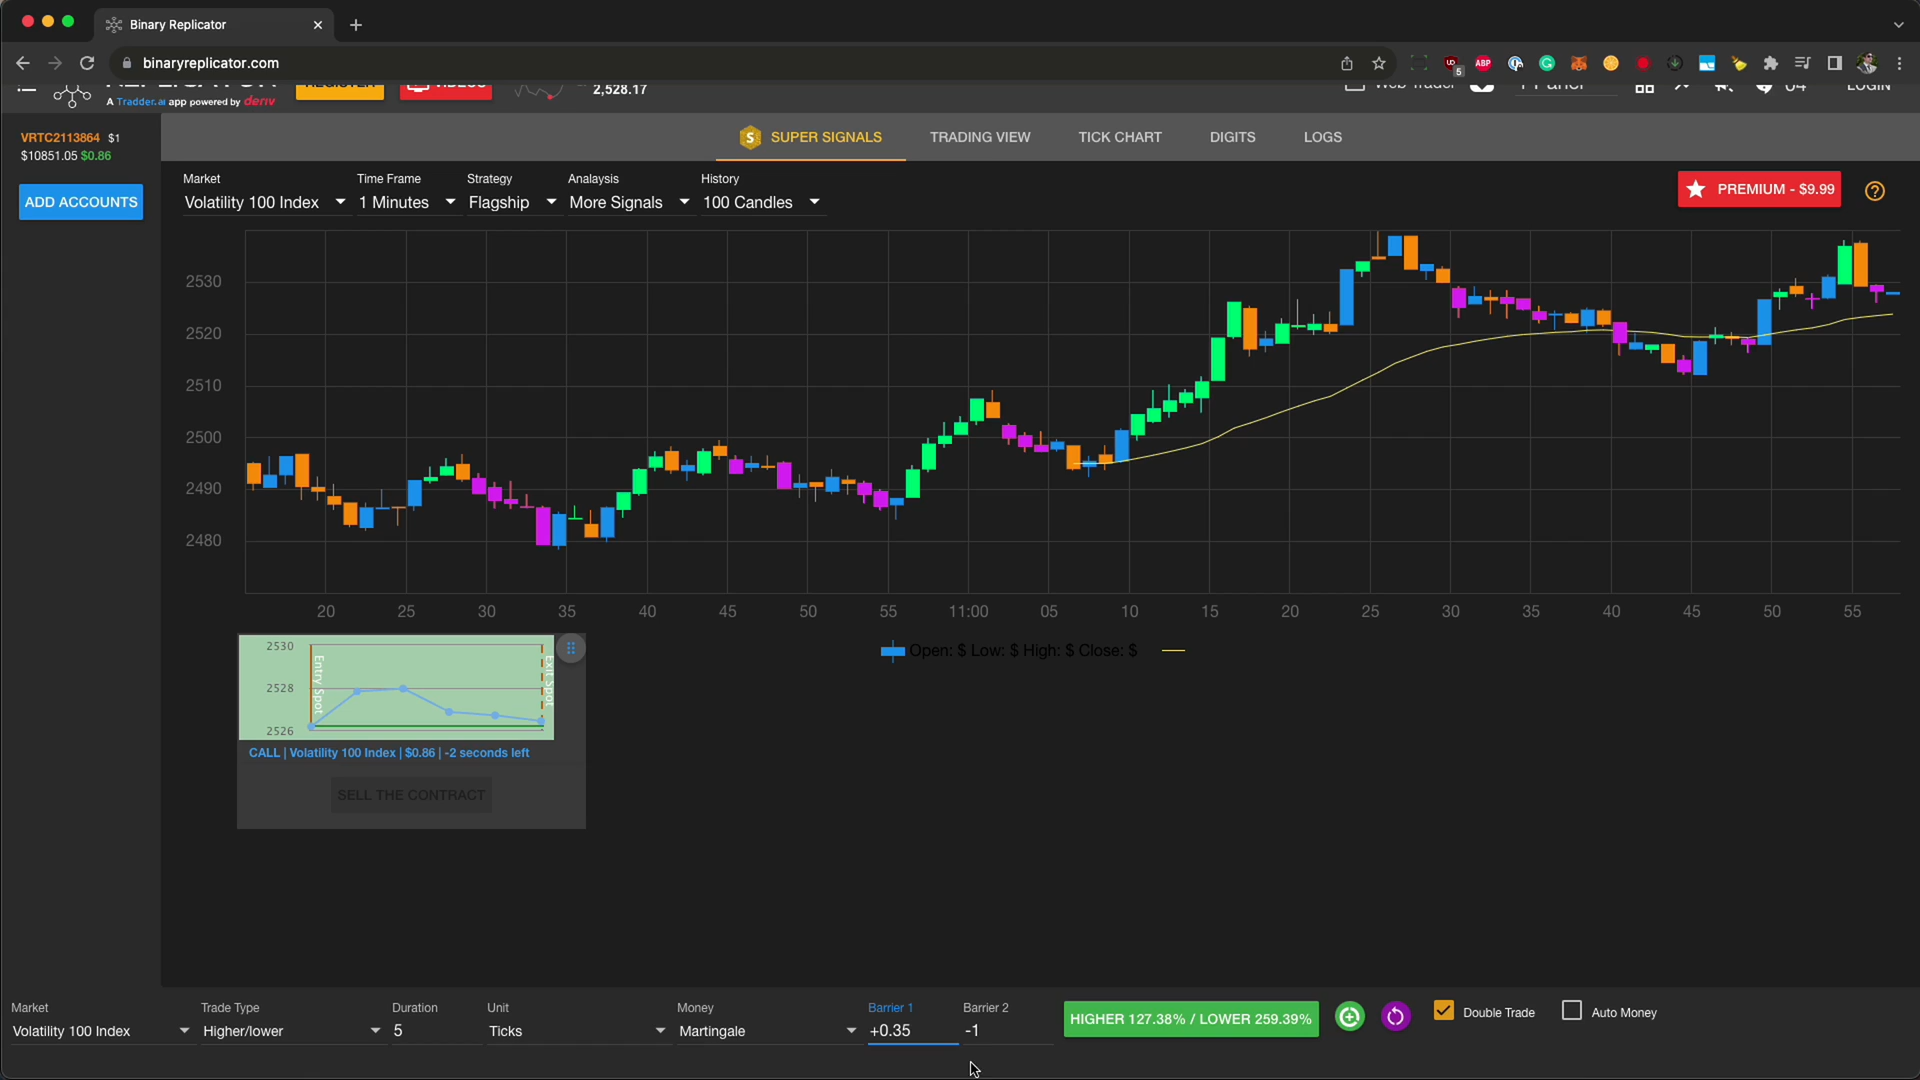 Binary Replicator
binaryreplicator.com
5
ABP
A Tradder.ai app powered by deriv
REGISTER
VIDEOS
2,528.17
Web Trader
LOGIN
VRTC2113864 $1
$10851.05 $0.86
ADD ACCOUNTS
SUPER SIGNALS
TRADING VIEW
TICK CHART
DIGITS
LOGS
Market
Time Frame
Strategy
Analaysis
History
Volatility 100 Index
1 Minutes
Flagship
More Signals
100 Candles
PREMIUM - $9.99
2530
2520
2510
2500
2490
2480
20 25 30 35 40 45 50 55 11:00 05 10 15 20 25 30 35 40 45 50 55
Open: $ Low: $ High: $ Close: $
2530
2528
2526
Entry Spot
Exit Spot
CALL | Volatility 100 Index | $0.86 | -2 seconds left
SELL THE CONTRACT
Market
Trade Type
Duration
Unit
Money
Barrier 1
Barrier 2
Volatility 100 Index
Higher/lower
5
Ticks
Martingale
+0.35
-1
HIGHER 127.38% / LOWER 259.39%
Double Trade
Auto Money